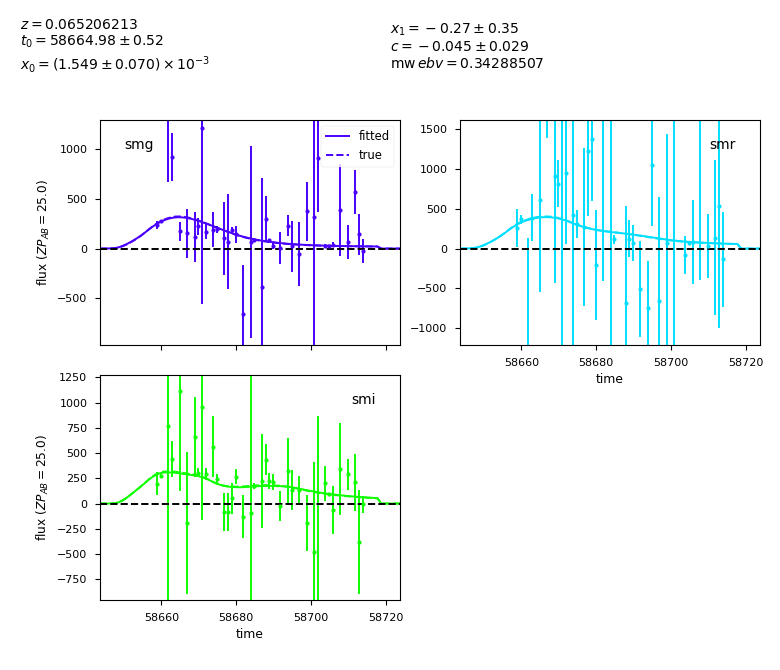 z = 0.065206213
t₀ = 58664.98 ± 0.52
x₀ = (1.549 ± 0.070) × 10⁻³
x₁ = −0.27 ± 0.35
c = −0.045 ± 0.029
mw ebv = 0.34288507
smg
fitted
true
1000
500
0
−500
flux (ZP_AB = 25.0)
smr
1500
1000
500
0
−500
−1000
58660 58680 58700 58720
time
smi
1250
1000
750
500
250
0
−250
−500
−750
flux (ZP_AB = 25.0)
58660 58680 58700 58720
time